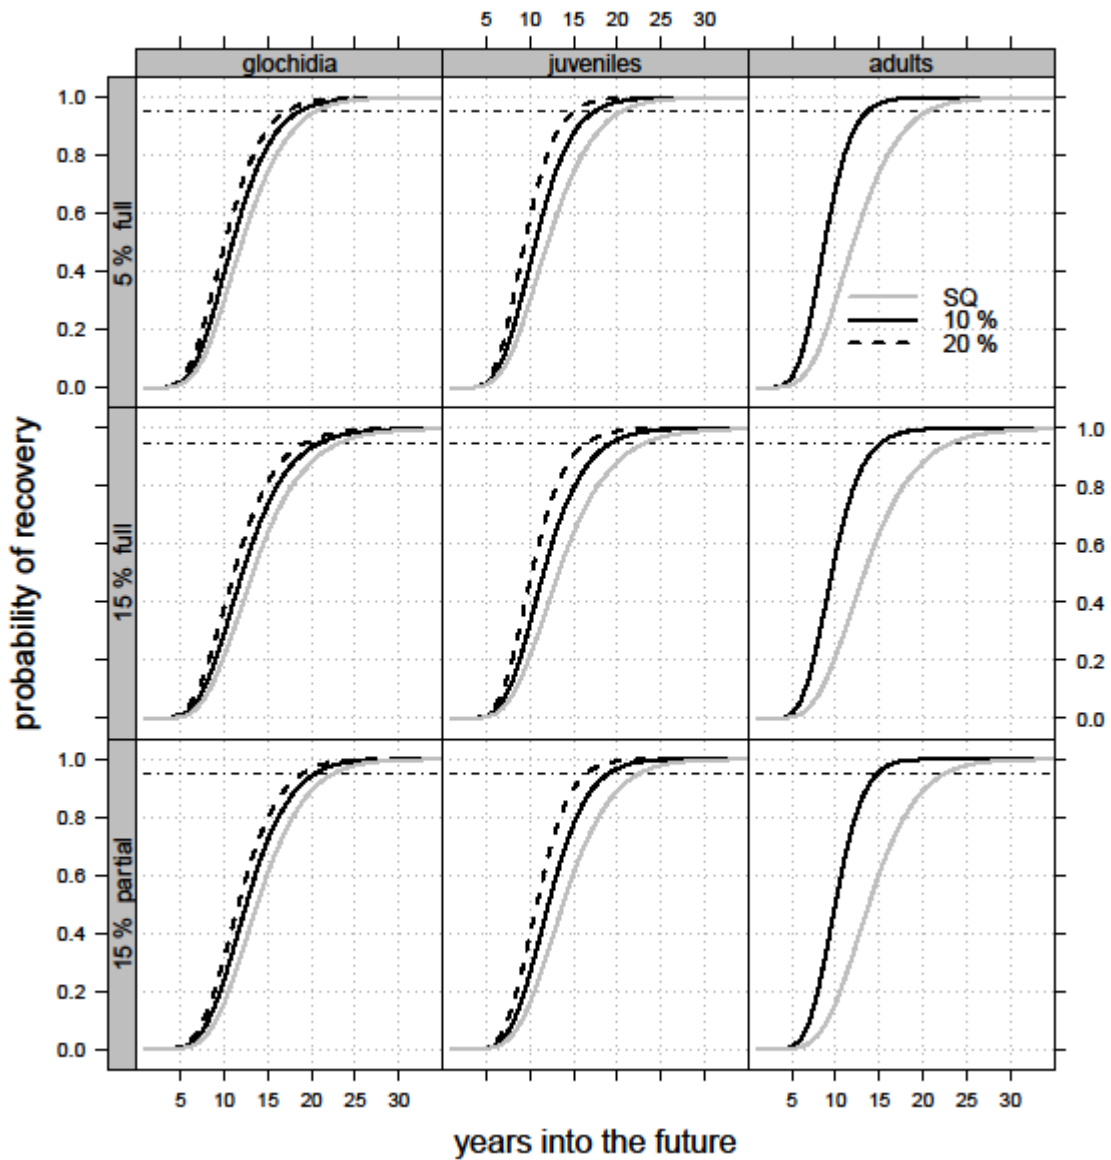 5 10 15 20 25 30
glochidia juveniles adults
1.0
0.8
0.6
0.4
0.2
0.0
5 % full
SQ
10 %
20 %
15 % full
1.0
0.8
0.6
0.4
0.2
0.0
15 % partial
1.0
0.8
0.6
0.4
0.2
0.0
probability of recovery
5 10 15 20 25 30 5 10 15 20 25 30
years into the future